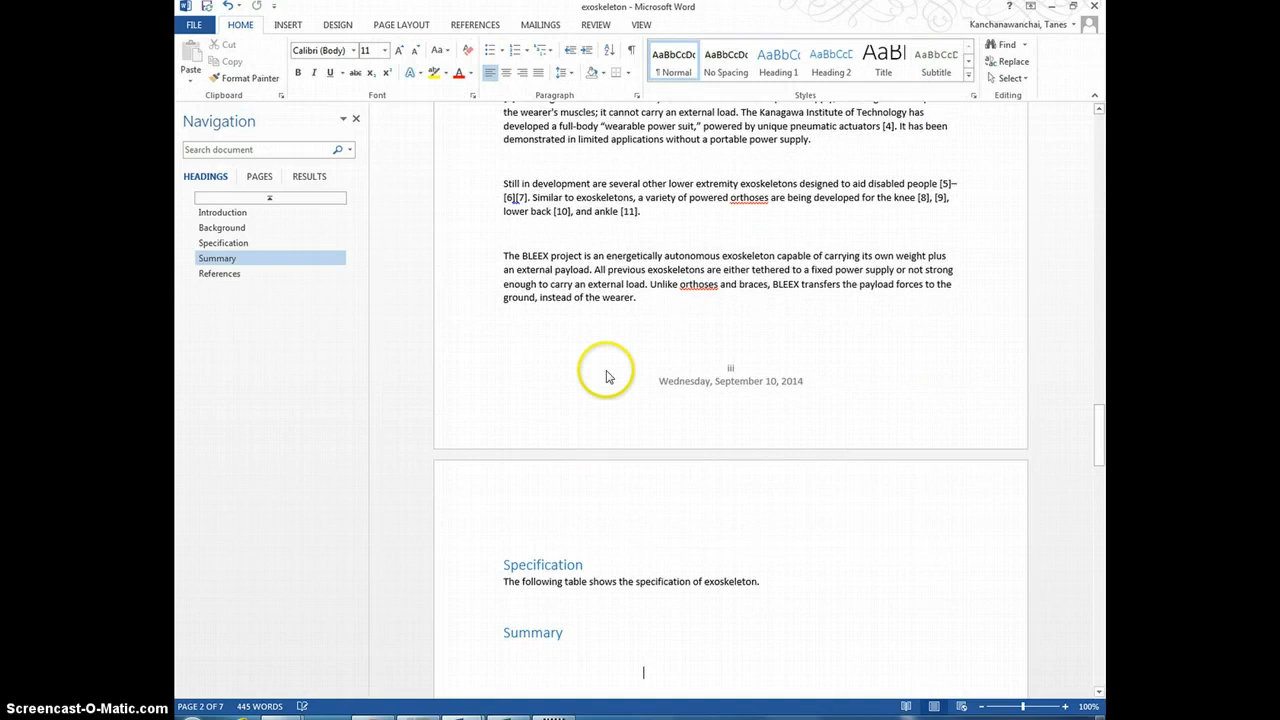 exoskeleton - Microsoft Word
FILE HOME INSERT DESIGN PAGE LAYOUT REFERENCES MAILINGS REVIEW VIEW Kanchanawanchai, Tanes
Cut
Copy
Format Painter
Paste
Clipboard
Calibri (Body) 11
Font
Paragraph
AaBbCcDc AaBbCcDc AaBbCc AaBbCcD AaBl AaBbCcD
¶ Normal No Spacing Heading 1 Heading 2 Title Subtitle
Styles
Find
Replace
Select
Editing
Navigation
Search document
HEADINGS PAGES RESULTS
Introduction
Background
Specification
Summary
References
the wearer's muscles; it cannot carry an external load. The Kanagawa Institute of Technology has
developed a full-body “wearable power suit,” powered by unique pneumatic actuators [4]. It has been
demonstrated in limited applications without a portable power supply.
Still in development are several other lower extremity exoskeletons designed to aid disabled people [5]–
[6][7]. Similar to exoskeletons, a variety of powered orthoses are being developed for the knee [8], [9],
lower back [10], and ankle [11].
The BLEEX project is an energetically autonomous exoskeleton capable of carrying its own weight plus
an external payload. All previous exoskeletons are either tethered to a fixed power supply or not strong
enough to carry an external load. Unlike orthoses and braces, BLEEX transfers the payload forces to the
ground, instead of the wearer.
iii
Wednesday, September 10, 2014
Specification
The following table shows the specification of exoskeleton.
Summary
PAGE 2 OF 7 445 WORDS 100%
Screencast-O-Matic.com